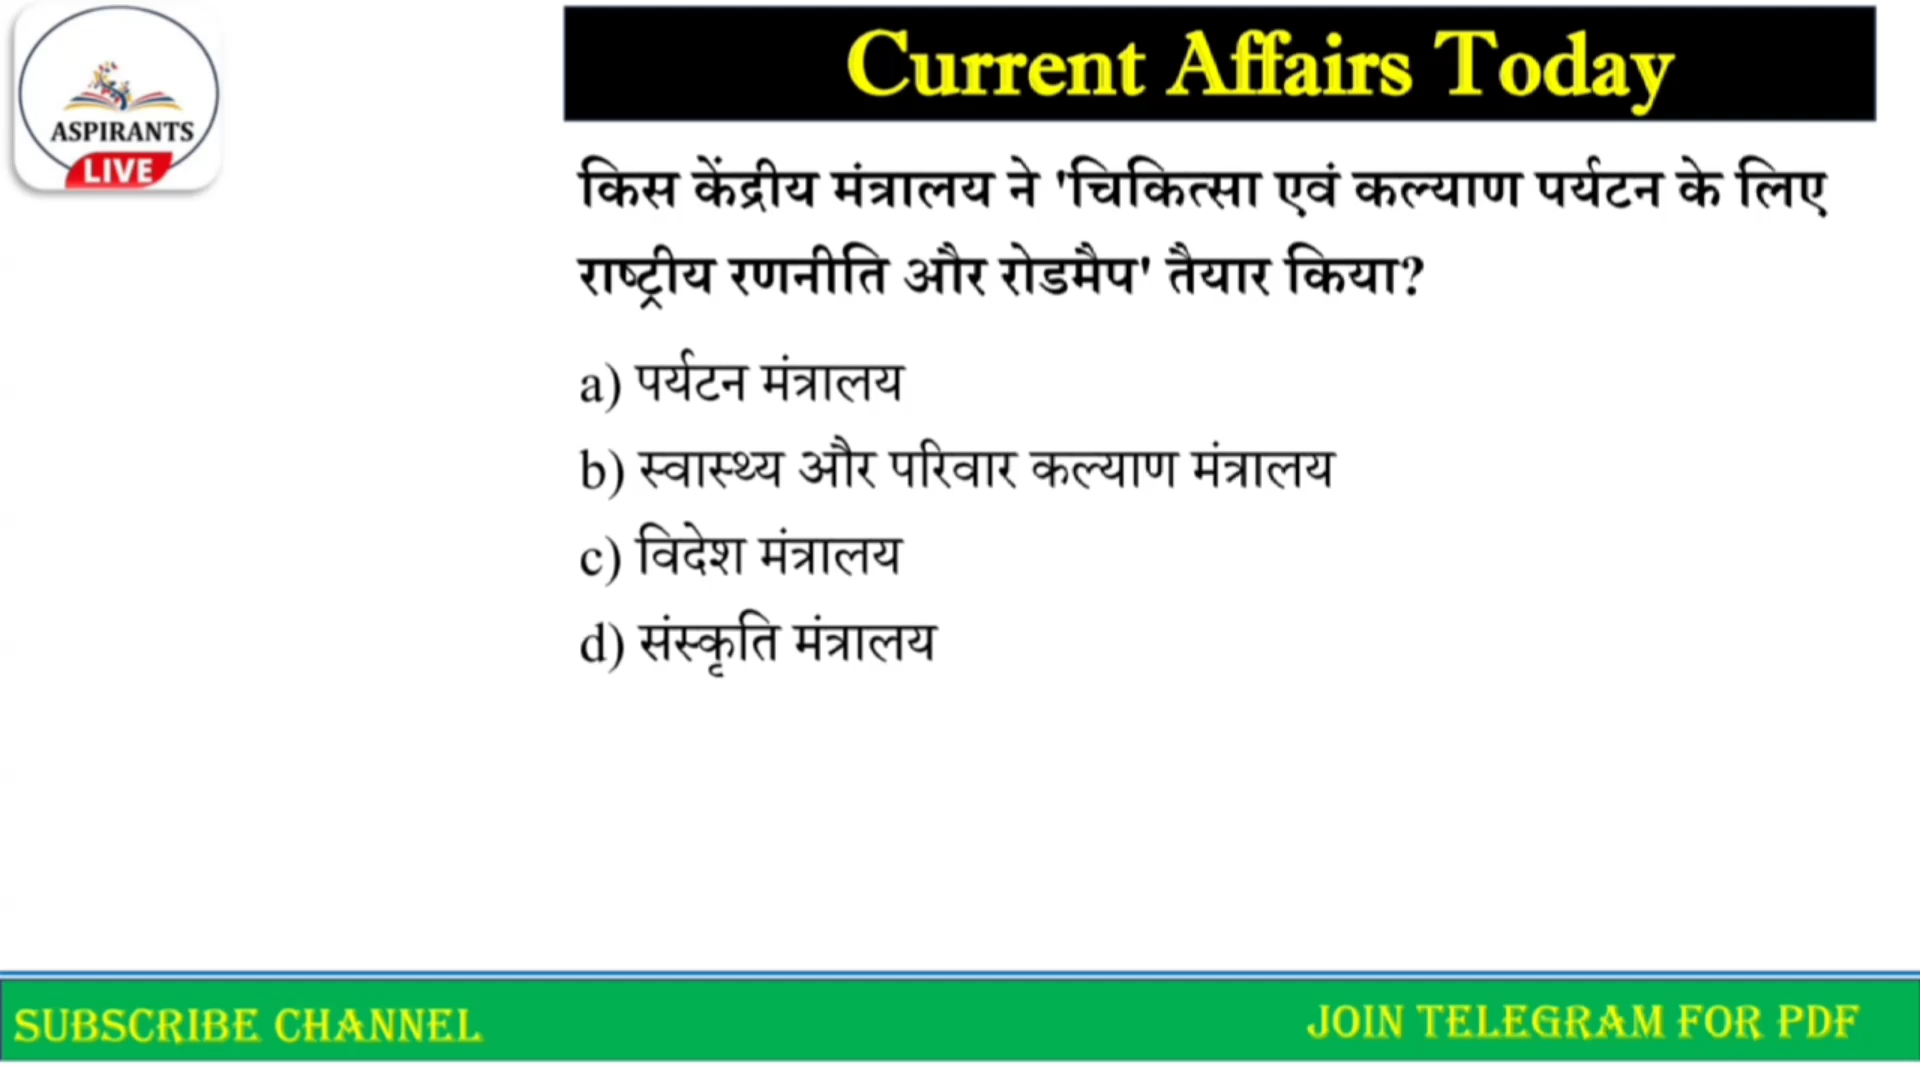 ASPIRANTS
LIVE
Current Affairs Today
किस केंद्रीय मंत्रालय ने 'चिकित्सा एवं कल्याण पर्यटन के लिए
राष्ट्रीय रणनीति और रोडमैप' तैयार किया?
a) पर्यटन मंत्रालय
b) स्वास्थ्य और परिवार कल्याण मंत्रालय
c) विदेश मंत्रालय
d) संस्कृति मंत्रालय
SUBSCRIBE CHANNEL
JOIN TELEGRAM FOR PDF